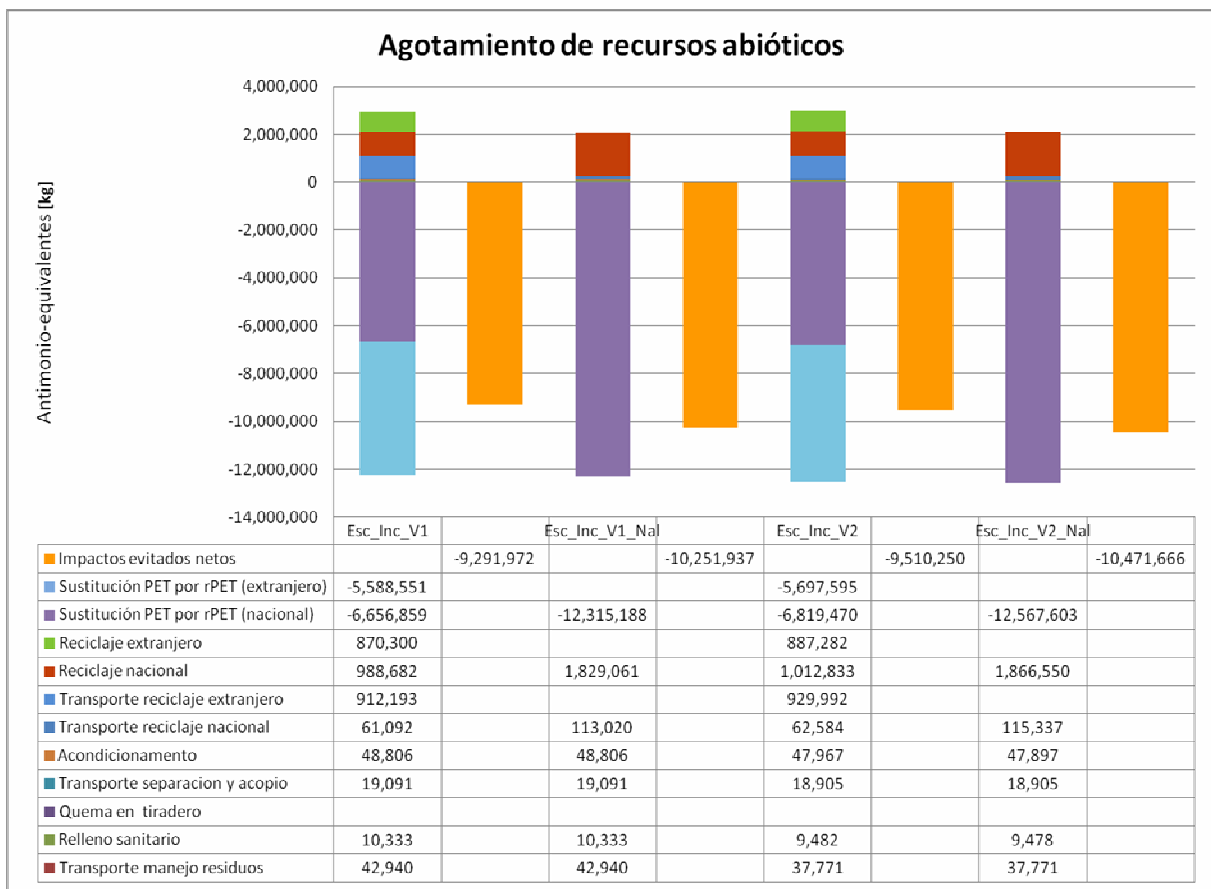 Agotamiento de recursos abióticos
Antimonio-equivalentes [kg]
4,000,000
2,000,000
0
-2,000,000
-4,000,000
-6,000,000
-8,000,000
-10,000,000
-12,000,000
-14,000,000
Esc_Inc_V1 Esc_Inc_V1_Nal Esc_Inc_V2 Esc_Inc_V2_Nal
Impactos evitados netos -9,291,972 -10,251,937 -9,510,250 -10,471,666
Sustitución PET por rPET (extranjero) -5,588,551 -5,697,595
Sustitución PET por rPET (nacional) -6,656,859 -12,315,188 -6,819,470 -12,567,603
Reciclaje extranjero 870,300 887,282
Reciclaje nacional 988,682 1,829,061 1,012,833 1,866,550
Transporte reciclaje extranjero 912,193 929,992
Transporte reciclaje nacional 61,092 113,020 62,584 115,337
Acondicionamento 48,806 48,806 47,967 47,897
Transporte separacion y acopio 19,091 19,091 18,905 18,905
Quema en tiradero
Relleno sanitario 10,333 10,333 9,482 9,478
Transporte manejo residuos 42,940 42,940 37,771 37,771